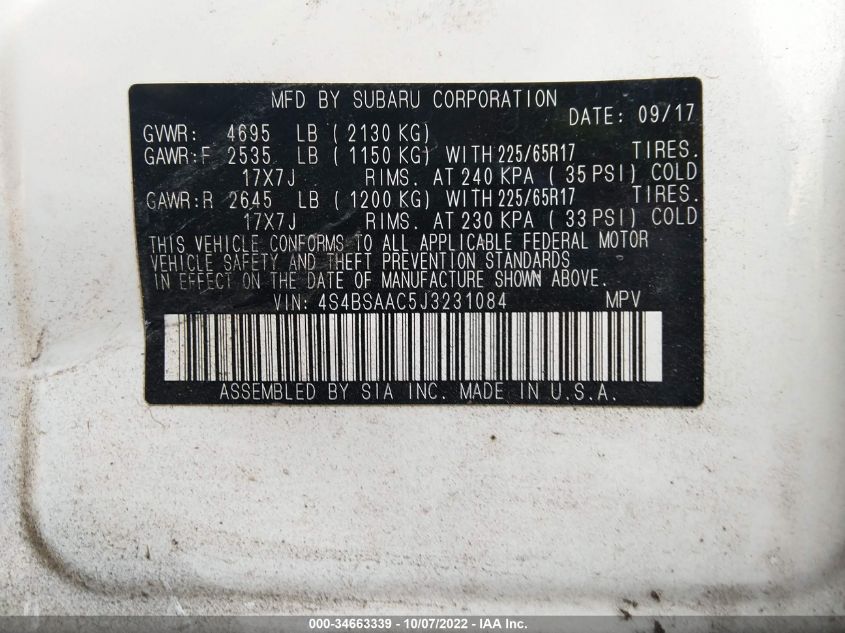 MFD BY SUBARU CORPORATION
DATE: 09/17
GVWR: 4695 LB (2130 KG)
GAWR:F 2535 LB (1150 KG) WITH 225/65R17 TIRES.
17X7J RIMS. AT 240 KPA ( 35 PSI) COLD
GAWR:R 2645 LB (1200 KG) WITH 225/65R17 TIRES.
17X7J RIMS. AT 230 KPA ( 33 PSI) COLD
THIS VEHICLE CONFORMS TO ALL APPLICABLE FEDERAL MOTOR
VEHICLE SAFETY AND THEFT PREVENTION STANDARDS
IN EFFECT ON THE DATE OF MANUFACTURE SHOWN ABOVE.
VIN: 4S4BSAAC5J3231084 MPV
ASSEMBLED BY SIA INC. MADE IN U.S.A.
000-34663339 - 10/07/2022 - IAA Inc.